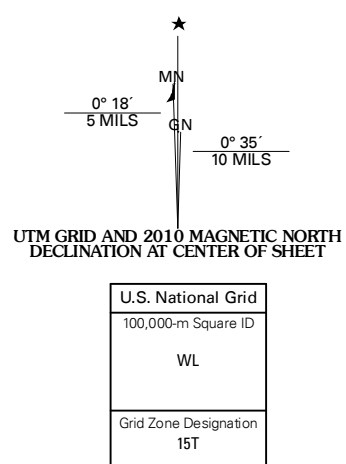 ★
MN
0° 18´
5 MILS
GN
0° 35´
10 MILS
UTM GRID AND 2010 MAGNETIC NORTH
DECLINATION AT CENTER OF SHEET
U.S. National Grid
100,000-m Square ID
WL
Grid Zone Designation
15T